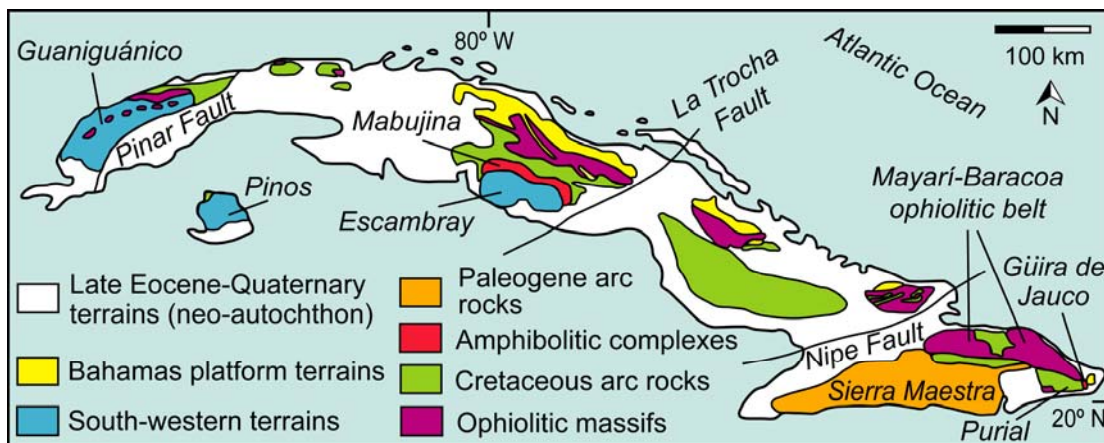 80º W
Guaniguánico
Atlantic Ocean
100 km
N
La Trocha
Fault
Mabujina
Pinar Fault
Pinos
Mayarí-Baracoa
ophiolitic belt
Escambray
Güira de
Jauco
Nipe Fault
Sierra Maestra
20º N
Purial
Late Eocene-Quaternary
terrains (neo-autochthon)
Bahamas platform terrains
South-western terrains
Paleogene arc
rocks
Amphibolitic complexes
Cretaceous arc rocks
Ophiolitic massifs